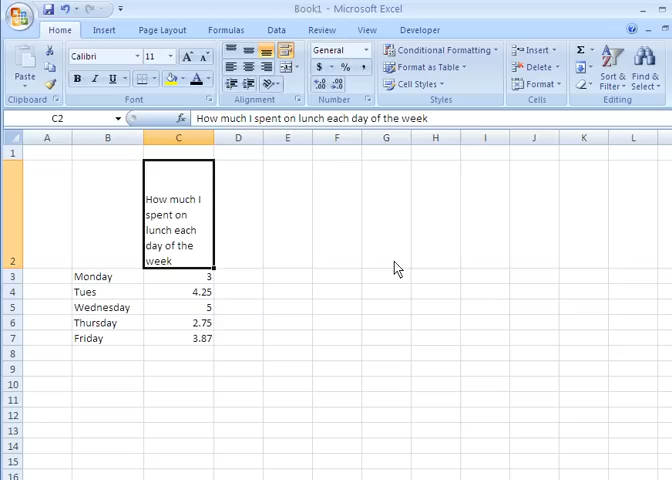 Book1 - Microsoft Excel
Home Insert Page Layout Formulas Data Review View Developer
Paste
Calibri 11 A A
B I U A
General
$ % ,
Conditional Formatting
Format as Table
Cell Styles
Insert
Delete
Format
Σ
Sort & Filter
Find & Select
Clipboard Font Alignment Number Styles Cells Editing
C2 fx How much I spent on lunch each day of the week
A B C D E F G H I J K L
1
How much I
spent on
lunch each
day of the
2 week
3 Monday 3
4 Tues 4.25
5 Wednesday 5
6 Thursday 2.75
7 Friday 3.87
8
9
10
11
12
13
14
15
16